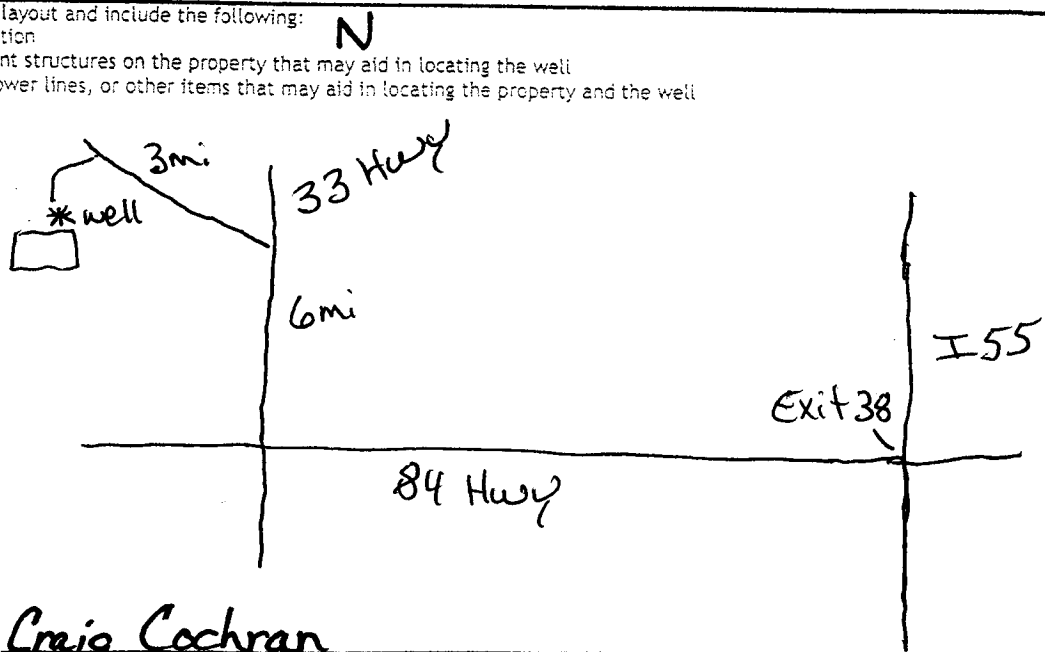 layout and include the following:
tion
N
nt structures on the property that may aid in locating the well
ower lines, or other items that may aid in locating the property and the well
3mi
33 Hwy
* well
6mi
I55
Exit 38
84 Hwy
Craig Cochran